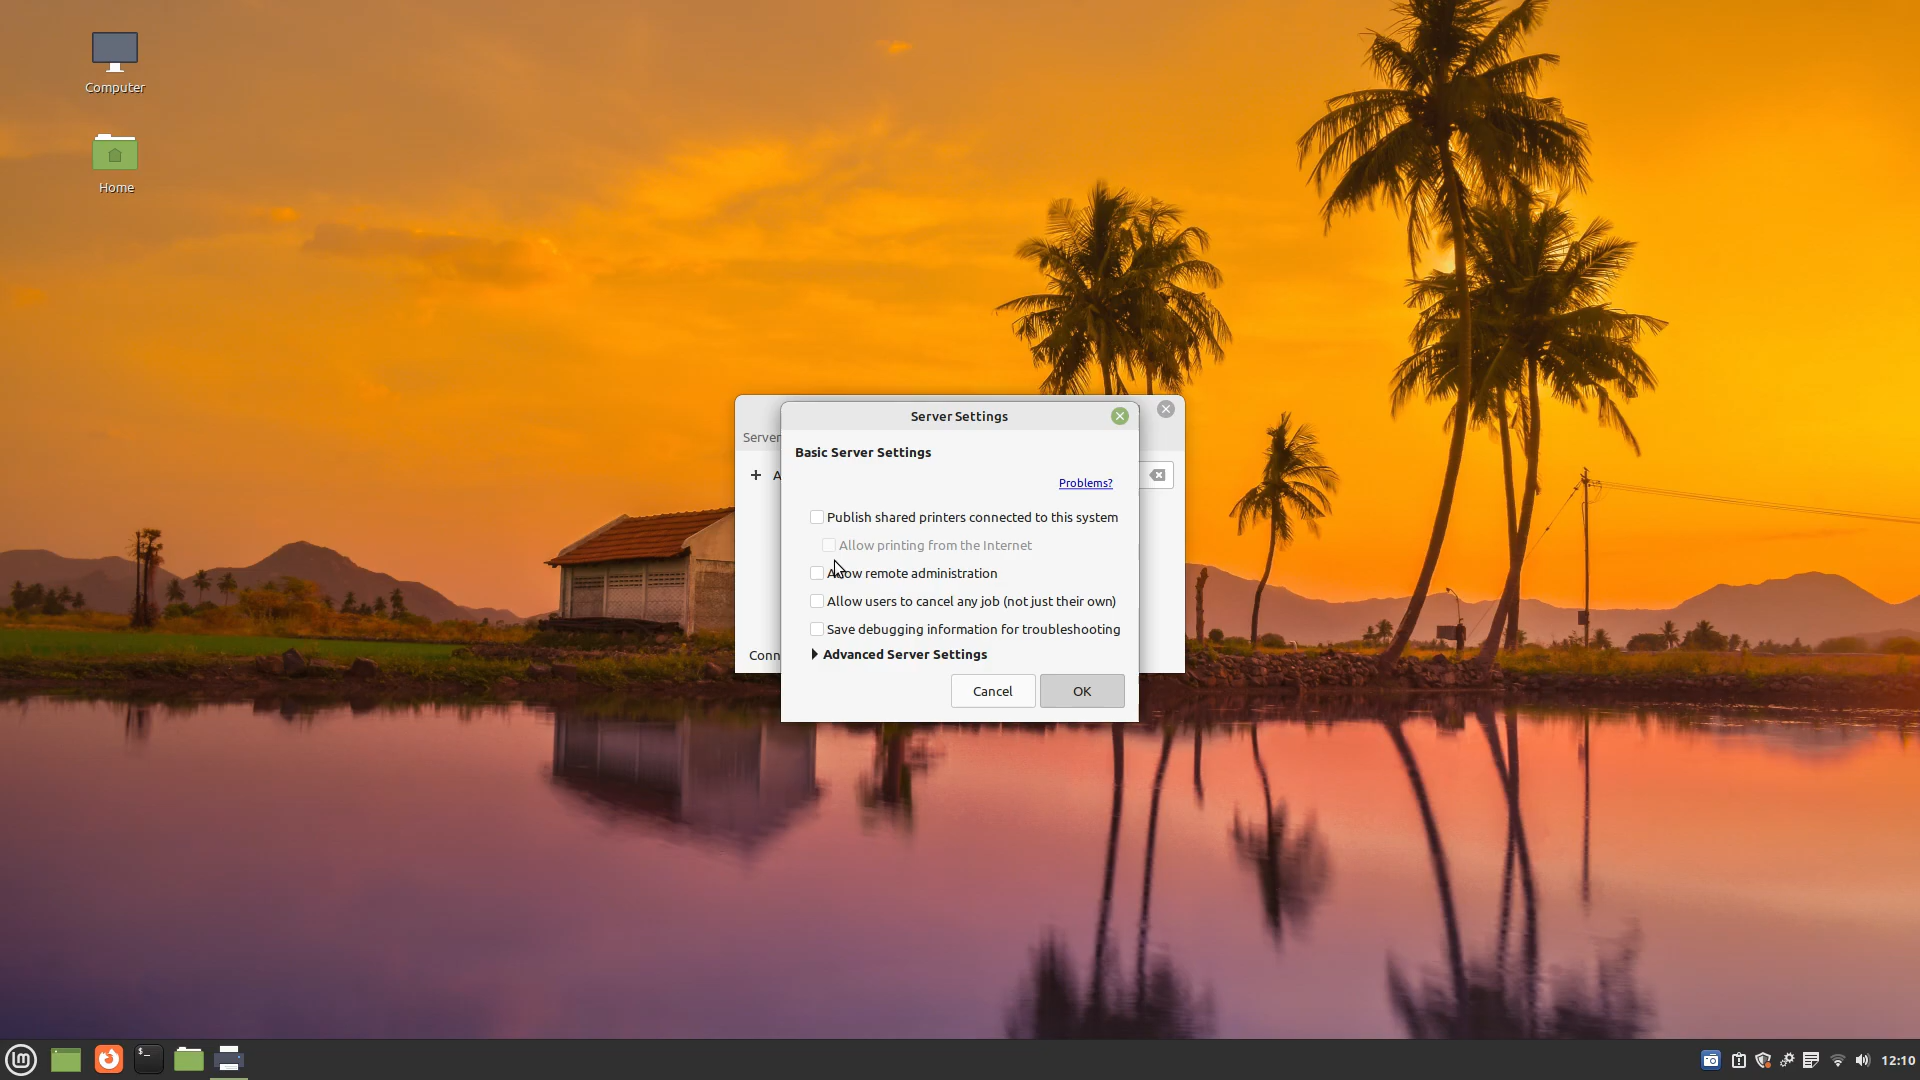 Computer
Home
Server Settings
Server
Basic Server Settings
Problems?
Publish shared printers connected to this system
Allow printing from the Internet
Allow remote administration
Allow users to cancel any job (not just their own)
Save debugging information for troubleshooting
Advanced Server Settings
Conn
Cancel
OK
12:10